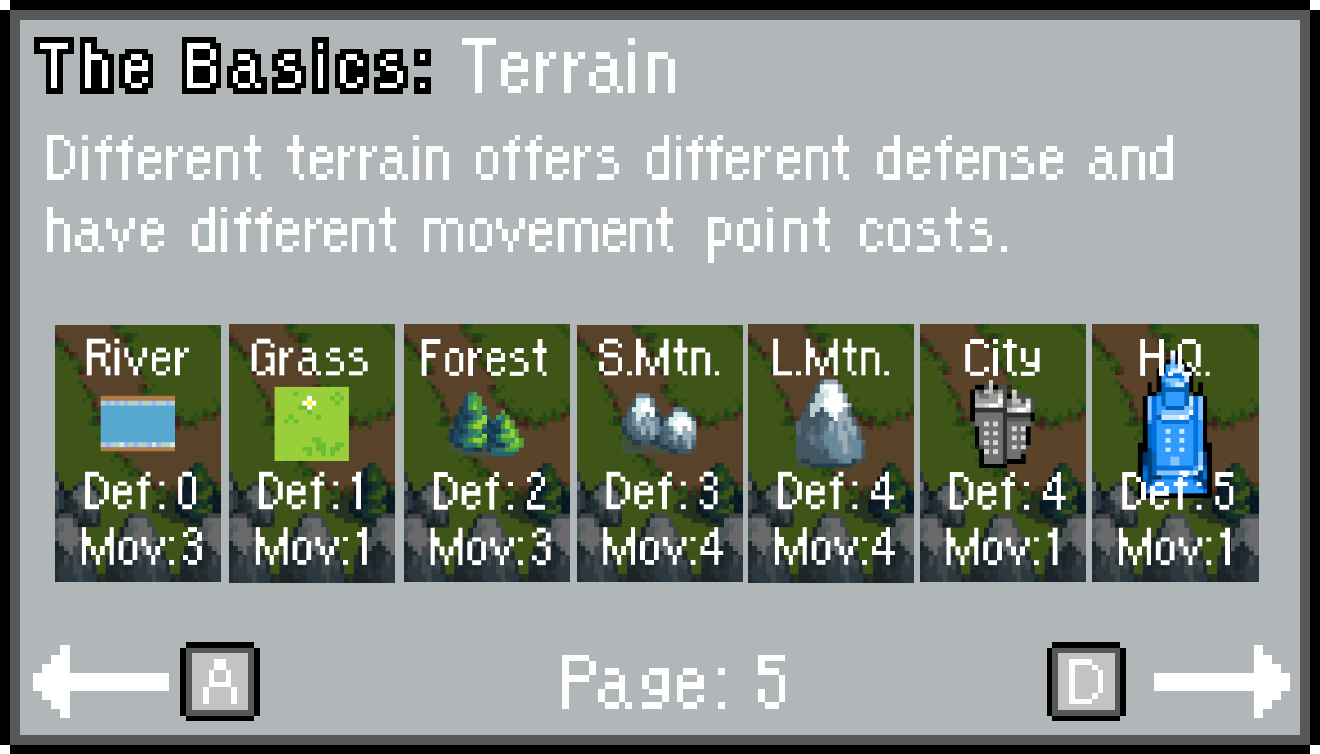 The Basics: Terrain
Different terrain offers different defense and
have different movement point costs.
River Grass Forest S.Mtn. L.Mtn. City H.Q.
Def:0 Def:1 Def:2 Def:3 Def:4 Def:4 Def:5
Mov:3 Mov:1 Mov:3 Mov:4 Mov:4 Mov:1 Mov:1
A Page: 5 D